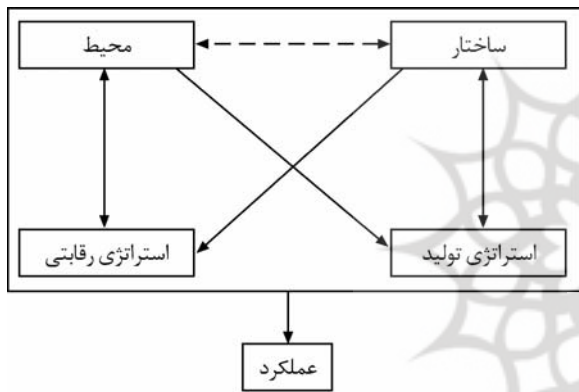 ساختار
محیط
استراتژی تولید
استراتژی رقابتی
عملکرد